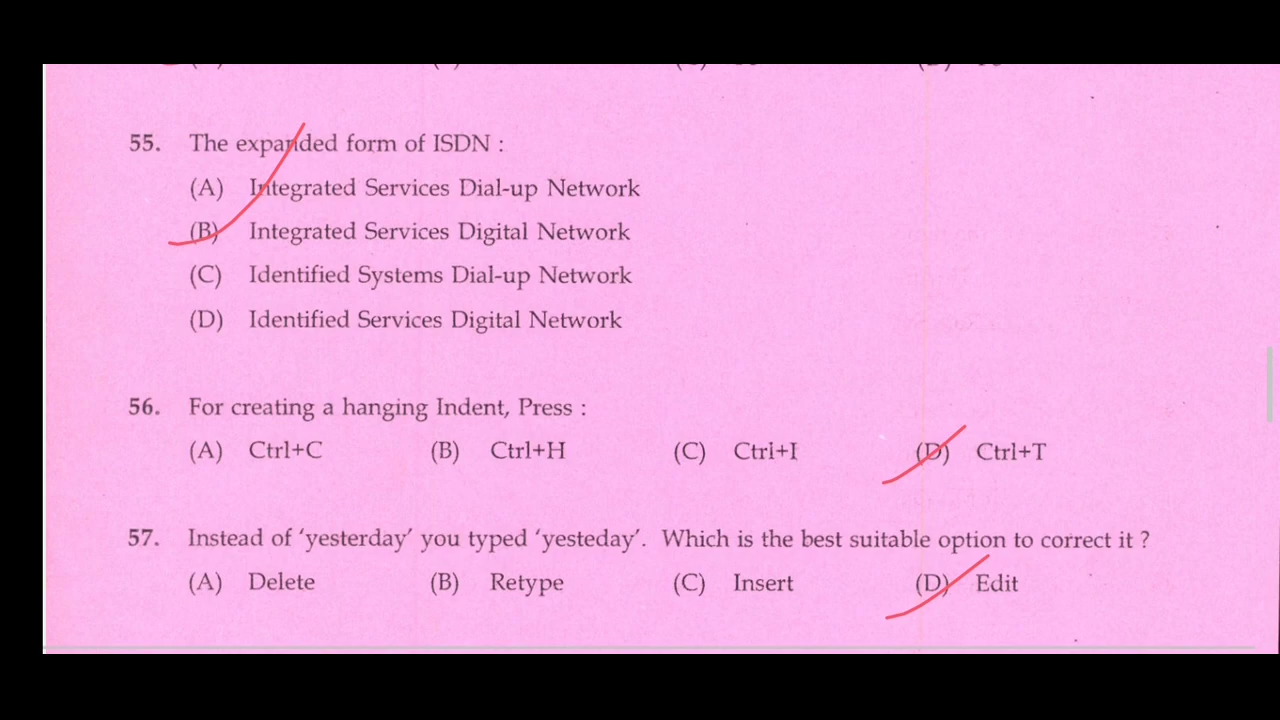 55. The expanded form of ISDN :
(A) Integrated Services Dial-up Network
(B) Integrated Services Digital Network
(C) Identified Systems Dial-up Network
(D) Identified Services Digital Network
56. For creating a hanging Indent, Press :
(A) Ctrl+C (B) Ctrl+H (C) Ctrl+I (D) Ctrl+T
57. Instead of ‘yesterday’ you typed ‘yesteday’. Which is the best suitable option to correct it ?
(A) Delete (B) Retype (C) Insert (D) Edit